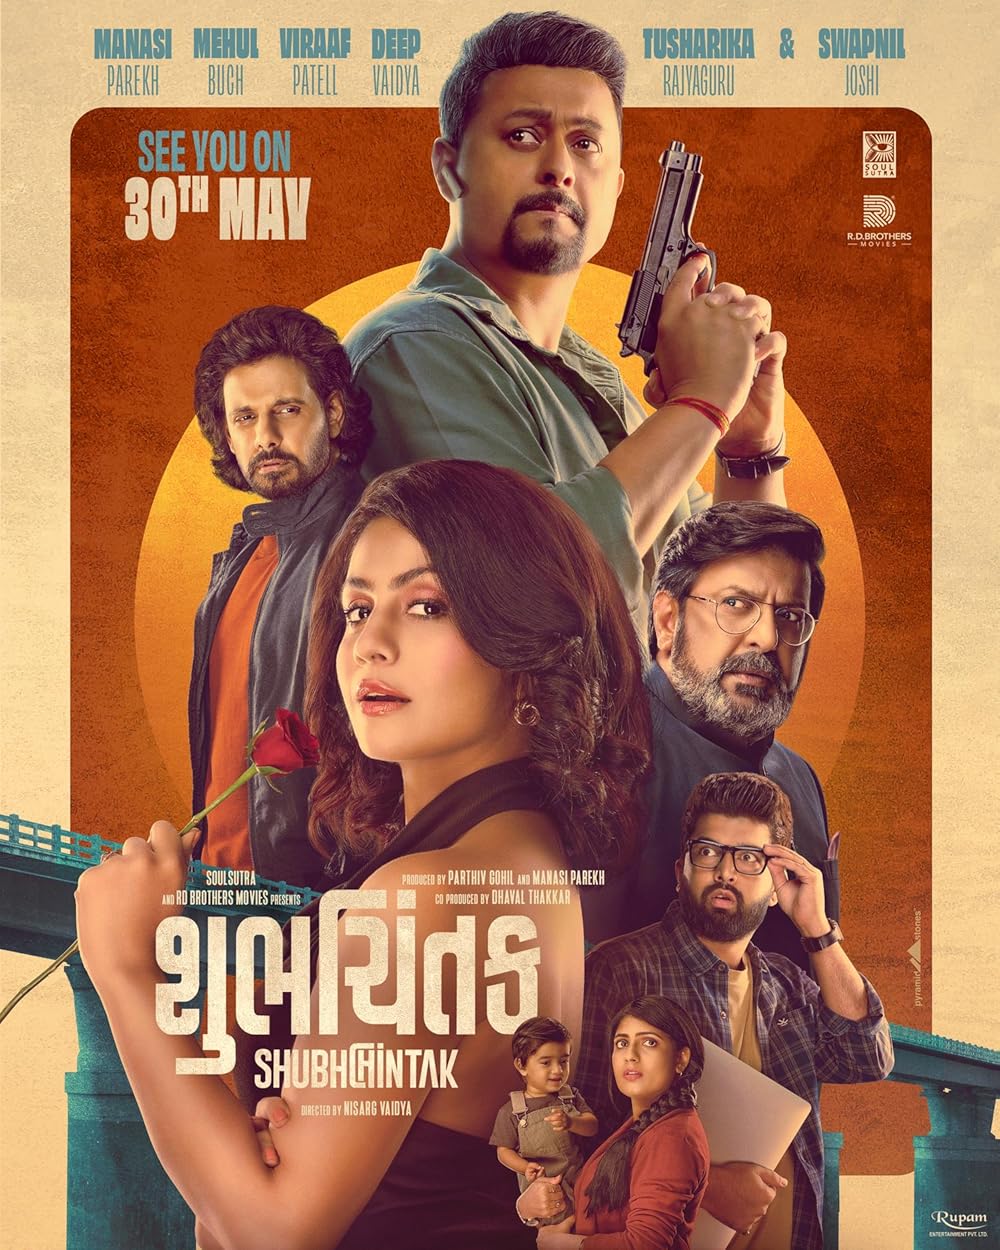 MANASI PAREKH
MEHUL BUCH
VIRAAF PATELL
DEEP VAIDYA
TUSHARIKA RAJYAGURU
&
SWAPNIL JOSHI
SEE YOU ON
30TH MAY
SOUL
SUTRA
R.D.BROTHERS
MOVIES
SOULSUTRA
AND RD BROTHERS MOVIES PRESENTS
PRODUCED BY PARTHIV GOHIL AND MANASI PAREKH
CO PRODUCED BY DHAVAL THAKKAR
શુભચિંતક
SHUBHCHINTAK
DIRECTED BY NISARG VAIDYA
pyramid stones
Rupam
ENTERTAINMENT PVT. LTD.